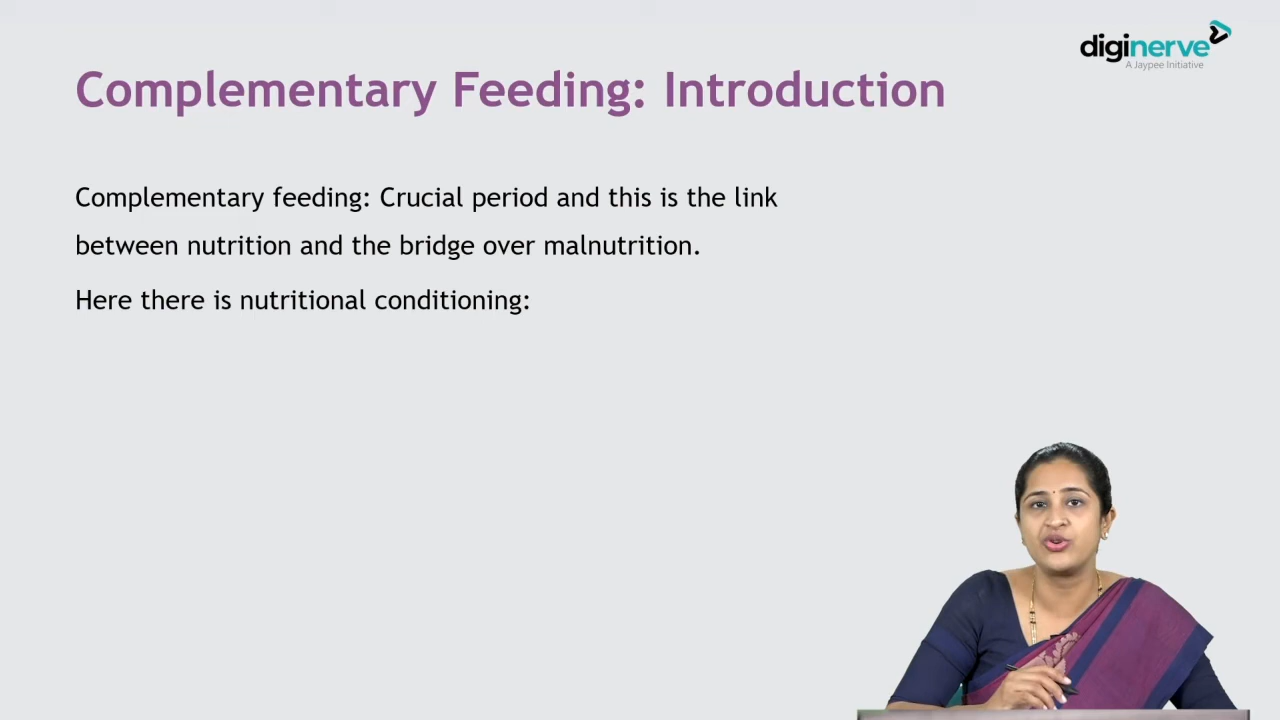 diginerve
A Jaypee Initiative
Complementary Feeding: Introduction
Complementary feeding: Crucial period and this is the link
between nutrition and the bridge over malnutrition.
Here there is nutritional conditioning: